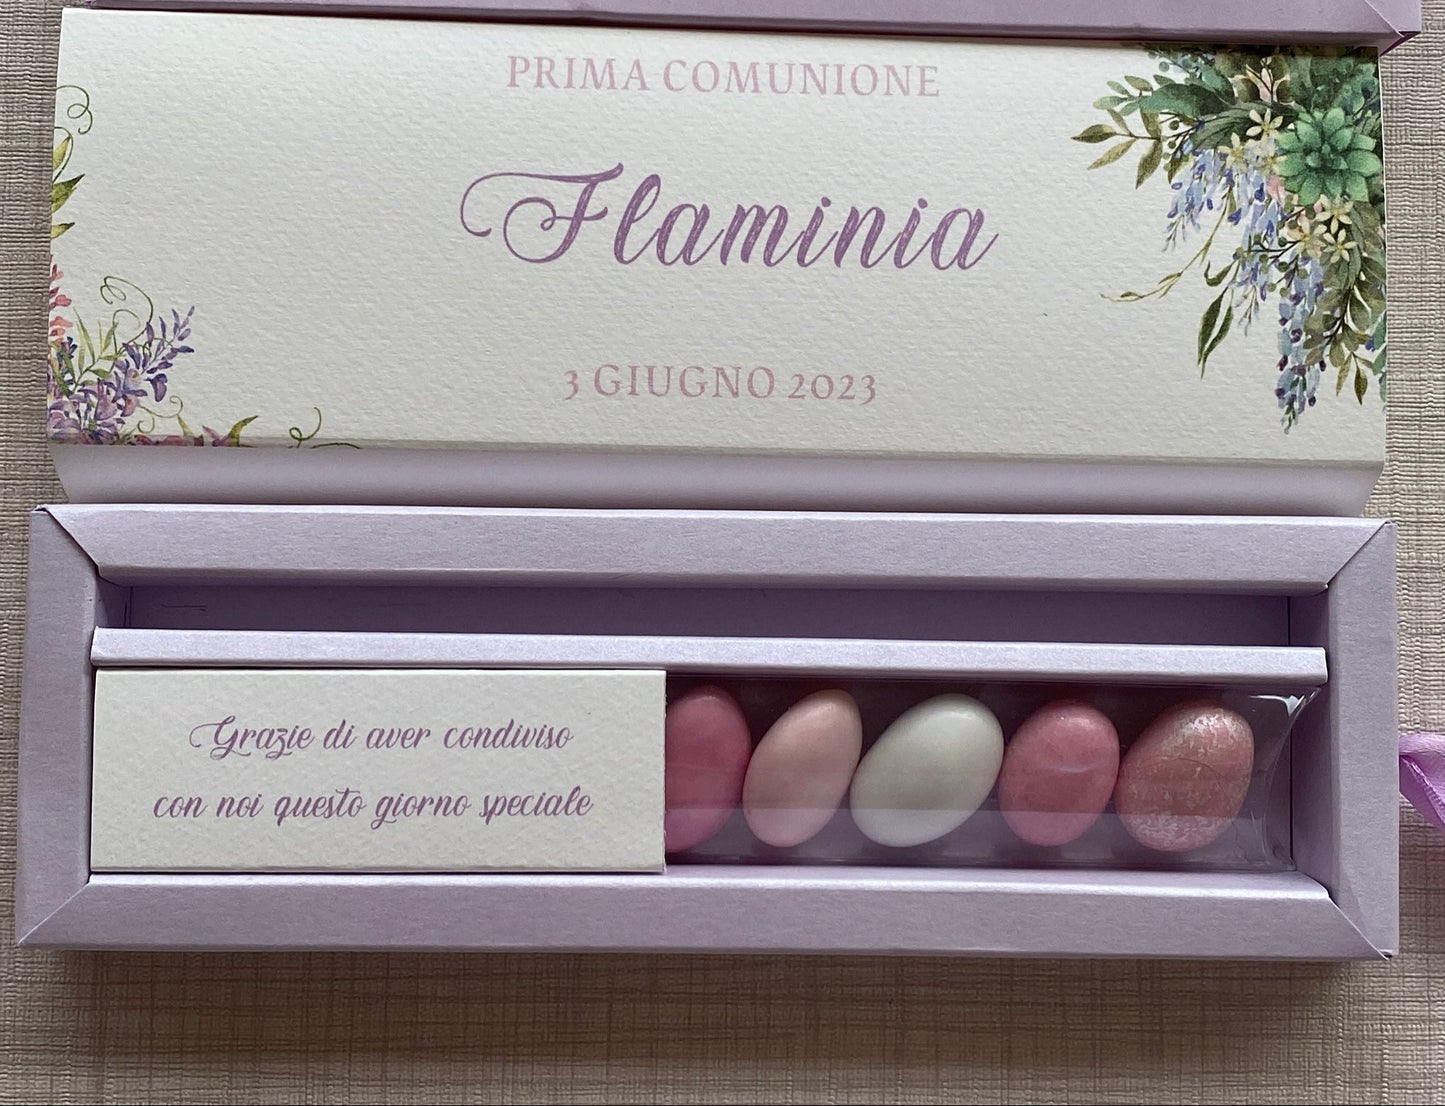 PRIMA COMUNIONE
Flaminia
3 GIUGNO 2023
Grazie di aver condiviso
con noi questo giorno speciale